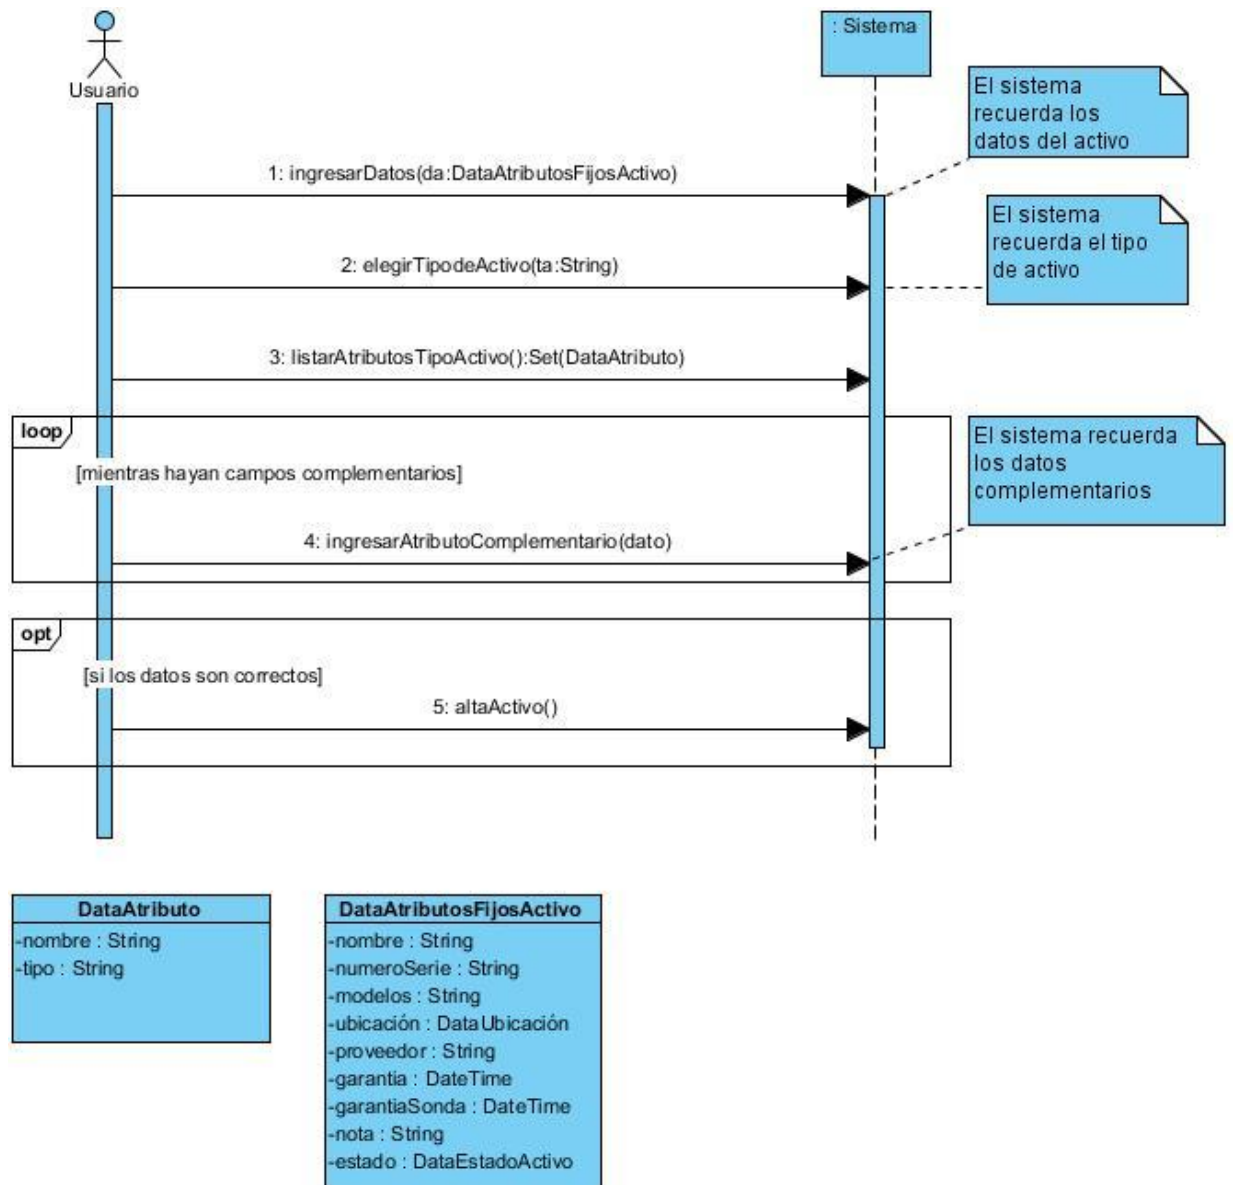 : Sistema
Usuario
El sistema
recuerda los
datos del activo
1: ingresarDatos(da:DataAtributosFijosActivo)
El sistema
recuerda el tipo
de activo
2: elegirTipodeActivo(ta:String)
3: listarAtributosTipoActivo():Set(DataAtributo)
loop
[mientras hayan campos complementarios]
El sistema recuerda
los datos
complementarios
4: ingresarAtributoComplementario(dato)
opt
[si los datos son correctos]
5: altaActivo()
DataAtributo
-nombre : String
-tipo : String
DataAtributosFijosActivo
-nombre : String
-numeroSerie : String
-modelos : String
-ubicación : DataUbicación
-proveedor : String
-garantia : DateTime
-garantiaSonda : DateTime
-nota : String
-estado : DataEstadoActivo